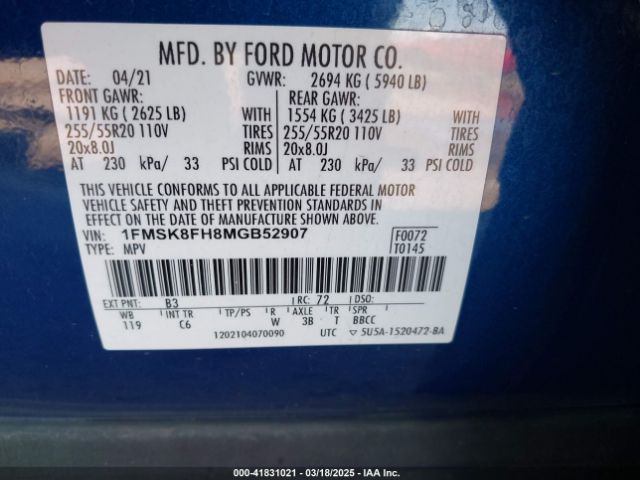 MFD. BY FORD MOTOR CO.
DATE: 04/21 GVWR: 2694 KG ( 5940 LB)
FRONT GAWR: REAR GAWR:
1191 KG ( 2625 LB) WITH 1554 KG ( 3425 LB) WITH
255/55R20 110V TIRES 255/55R20 110V TIRES
20x8.0J RIMS 20x8.0J RIMS
AT 230 kPa/ 33 PSI COLD AT 230 kPa/ 33 PSI COLD
THIS VEHICLE CONFORMS TO ALL APPLICABLE FEDERAL MOTOR
VEHICLE SAFETY AND THEFT PREVENTION STANDARDS IN
EFFECT ON THE DATE OF MANUFACTURE SHOWN ABOVE.
VIN: 1FMSK8FH8MGB52907 F0072
TYPE: MPV T0145
EXT PNT: B3 RC: 72 DSO:
WB INT TR TP/PS R AXLE TR SPR
119 C6 W 3B T BBCC
1202104070090 UTC ▽ 5U5A-1520472-BA
000-41831021 | 03/18/2025 - IAA Inc.